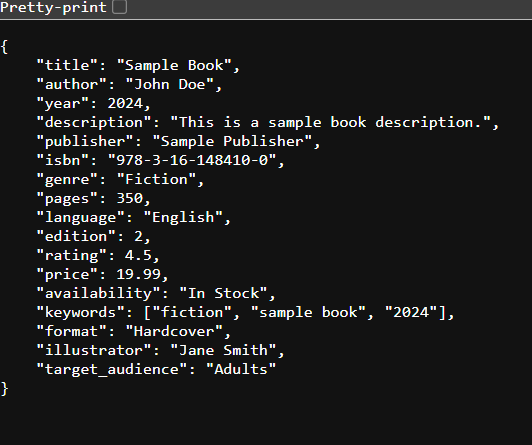 Pretty-print
{
    "title": "Sample Book",
    "author": "John Doe",
    "year": 2024,
    "description": "This is a sample book description.",
    "publisher": "Sample Publisher",
    "isbn": "978-3-16-148410-0",
    "genre": "Fiction",
    "pages": 350,
    "language": "English",
    "edition": 2,
    "rating": 4.5,
    "price": 19.99,
    "availability": "In Stock",
    "keywords": ["fiction", "sample book", "2024"],
    "format": "Hardcover",
    "illustrator": "Jane Smith",
    "target_audience": "Adults"
}